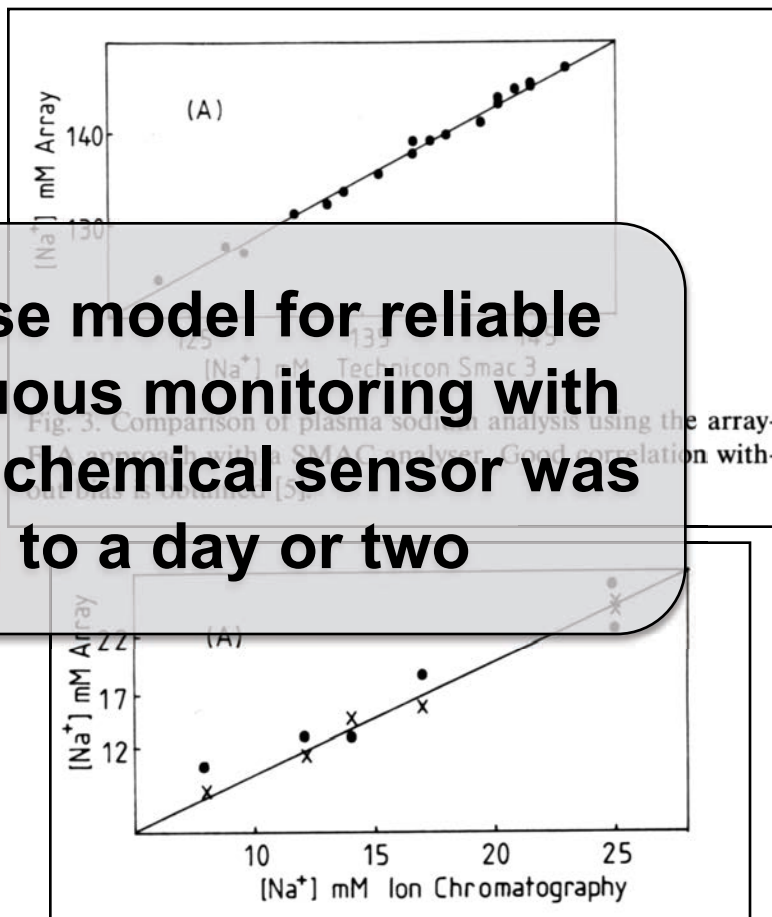 (A)
[Na⁺] mM Array
140
130
se model for reliable
uous monitoring with
chemical sensor was
to a day or two
125 135 145
[Na⁺] mM Technicon Smac 3
Fig. 3. Comparison of plasma sodium analysis using the array-
approach with a SMAC analyser. Good correlation with-
out bias is obtained [5].
(A)
[Na⁺] mM Array
22
17
12
10 15 20 25
[Na⁺] mM Ion Chromatography